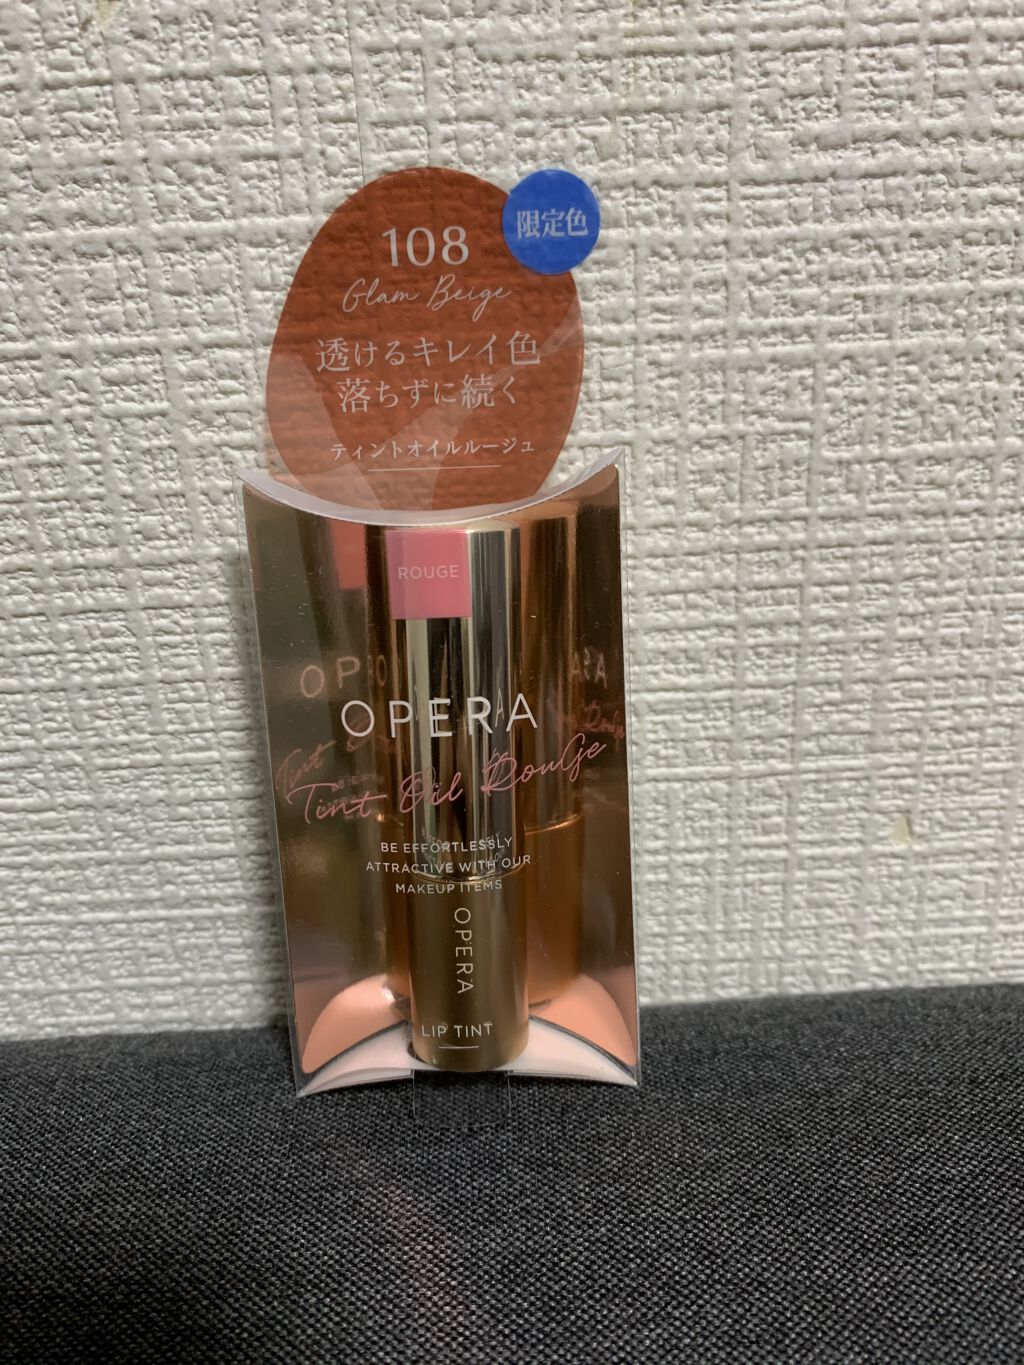 限定色
108
Glam Beige
透けるキレイ色
落ちずに続く
ティントオイルルージュ
ROUGE
OPERA
Tint Oil Rouge
BE EFFORTLESSLY
ATTRACTIVE WITH OUR
MAKEUP ITEMS
OPERA
LIP TINT